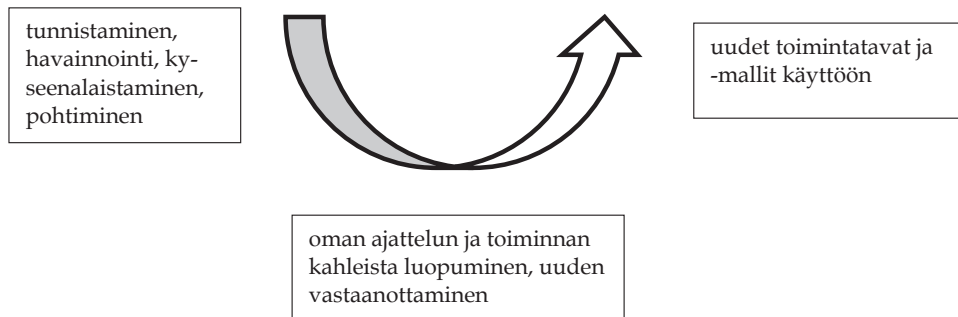 tunnistaminen,
havainnointi, ky-
seenalaistaminen,
pohtiminen
uudet toimintatavat ja
-mallit käyttöön
oman ajattelun ja toiminnan
kahleista luopuminen, uuden
vastaanottaminen